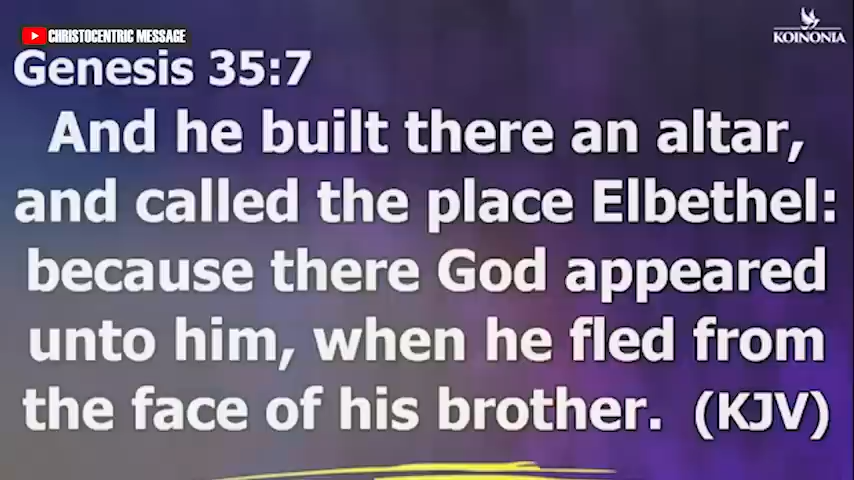 CHRISTOCENTRIC MESSAGE
KOINONIA
Genesis 35:7
And he built there an altar,
and called the place Elbethel:
because there God appeared
unto him, when he fled from
the face of his brother. (KJV)